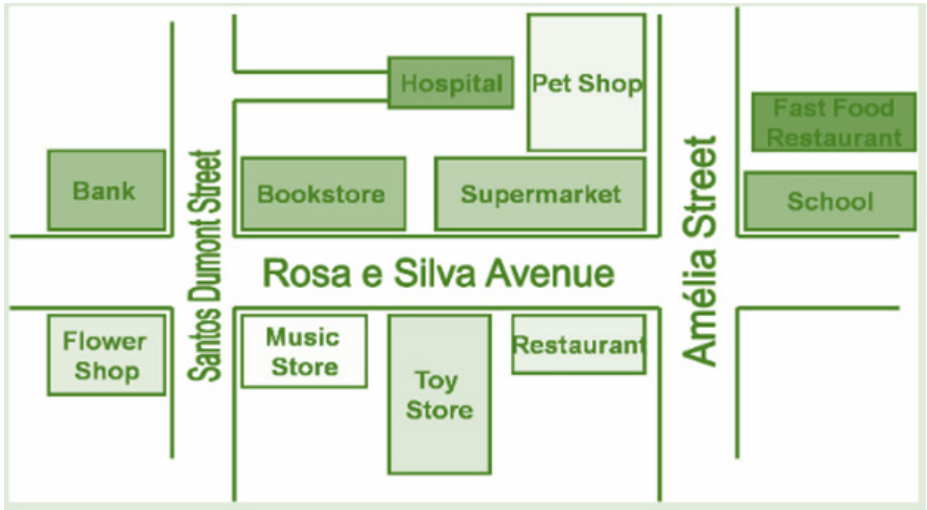 Hospital
Pet Shop
Fast Food
Restaurant
Bank
Santos Dumont Street
Bookstore
Supermarket
Amélia Street
School
Rosa e Silva Avenue
Flower
Shop
Music
Store
Toy
Store
Restaurant